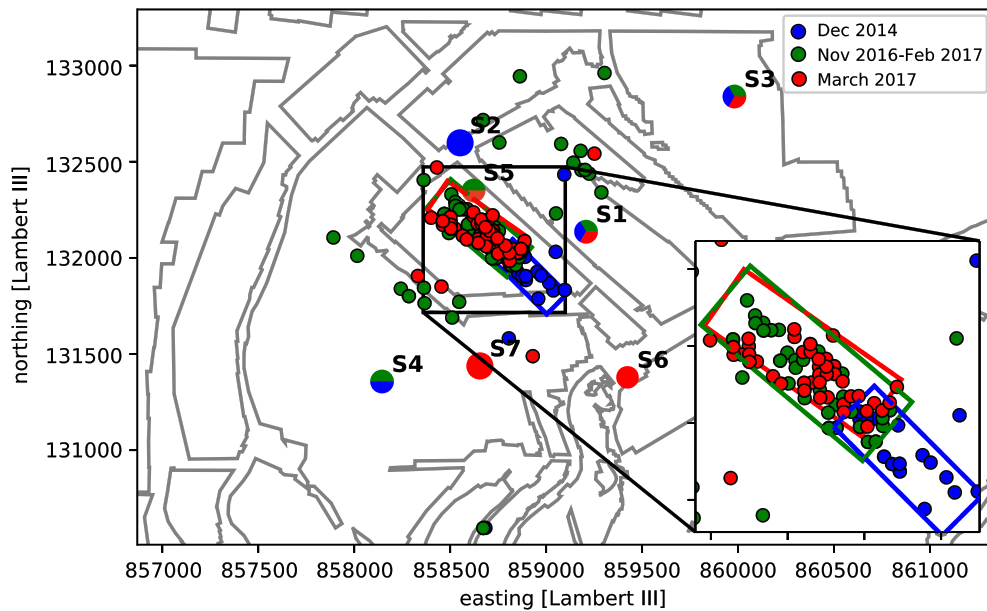 Dec 2014
Nov 2016-Feb 2017
March 2017
133000
132500
132000
131500
131000
northing [Lambert III]
S3
S2
S5
S1
S7
S4
S6
857000 857500 858000 858500 859000 859500 860000 860500 861000
easting [Lambert III]